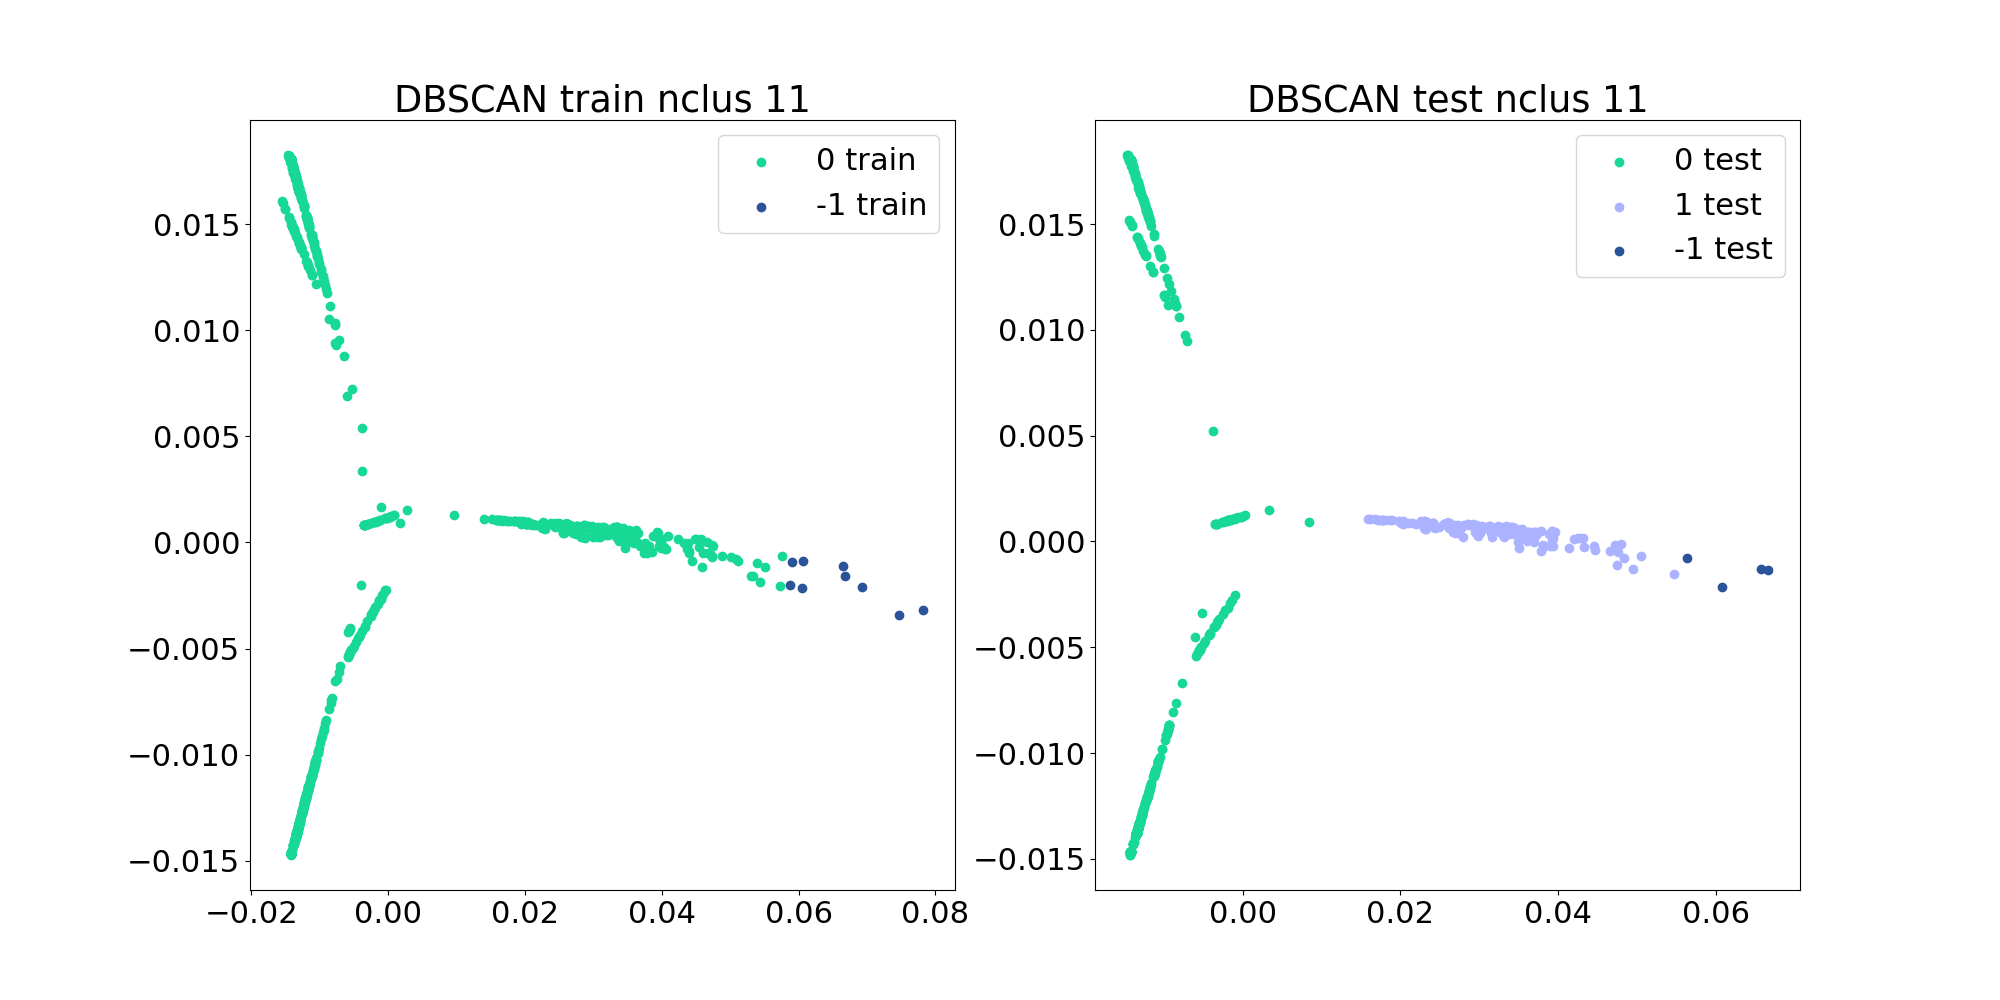 DBSCAN train nclus 11
0 train
-1 train
0.015
0.010
0.005
0.000
−0.005
−0.010
−0.015
−0.02 0.00 0.02 0.04 0.06 0.08
DBSCAN test nclus 11
0 test
1 test
-1 test
0.015
0.010
0.005
0.000
−0.005
−0.010
−0.015
0.00 0.02 0.04 0.06